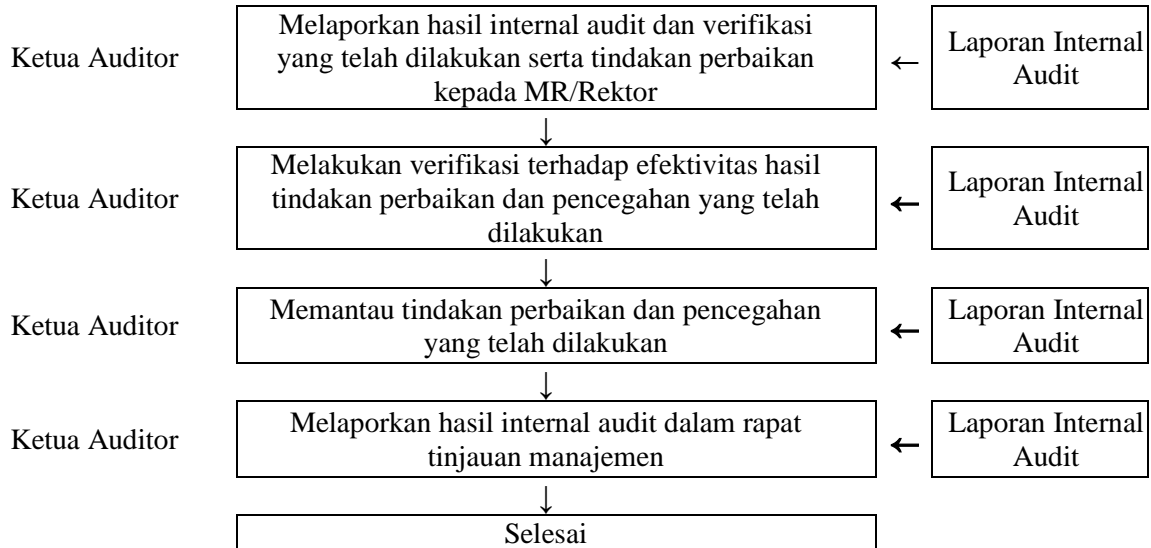 Ketua Auditor
Melaporkan hasil internal audit dan verifikasi
yang telah dilakukan serta tindakan perbaikan
kepada MR/Rektor
←
Laporan Internal
Audit
↓
Ketua Auditor
Melakukan verifikasi terhadap efektivitas hasil
tindakan perbaikan dan pencegahan yang telah
dilakukan
←
Laporan Internal
Audit
↓
Ketua Auditor
Memantau tindakan perbaikan dan pencegahan
yang telah dilakukan
←
Laporan Internal
Audit
↓
Ketua Auditor
Melaporkan hasil internal audit dalam rapat
tinjauan manajemen
←
Laporan Internal
Audit
↓
Selesai